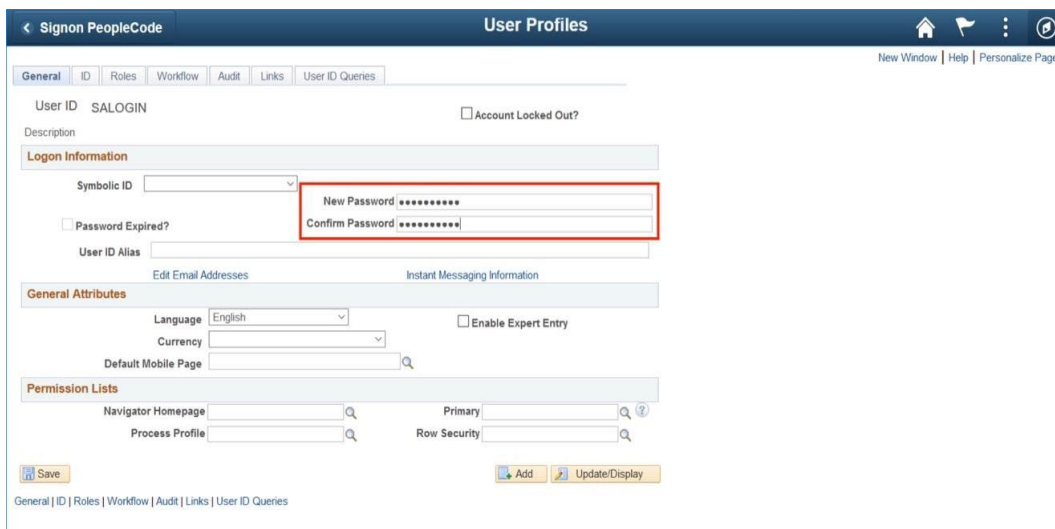 Signon PeopleCode
User Profiles
New Window | Help | Personalize Page
General ID Roles Workflow Audit Links User ID Queries
User ID SALOGIN
Account Locked Out?
Description
Logon Information
Symbolic ID
New Password ●●●●●●●●●●
Password Expired?
Confirm Password ●●●●●●●●●●
User ID Alias
Edit Email Addresses Instant Messaging Information
General Attributes
Language English
Enable Expert Entry
Currency
Default Mobile Page
Permission Lists
Navigator Homepage Primary ?
Process Profile Row Security
Save Add Update/Display
General | ID | Roles | Workflow | Audit | Links | User ID Queries